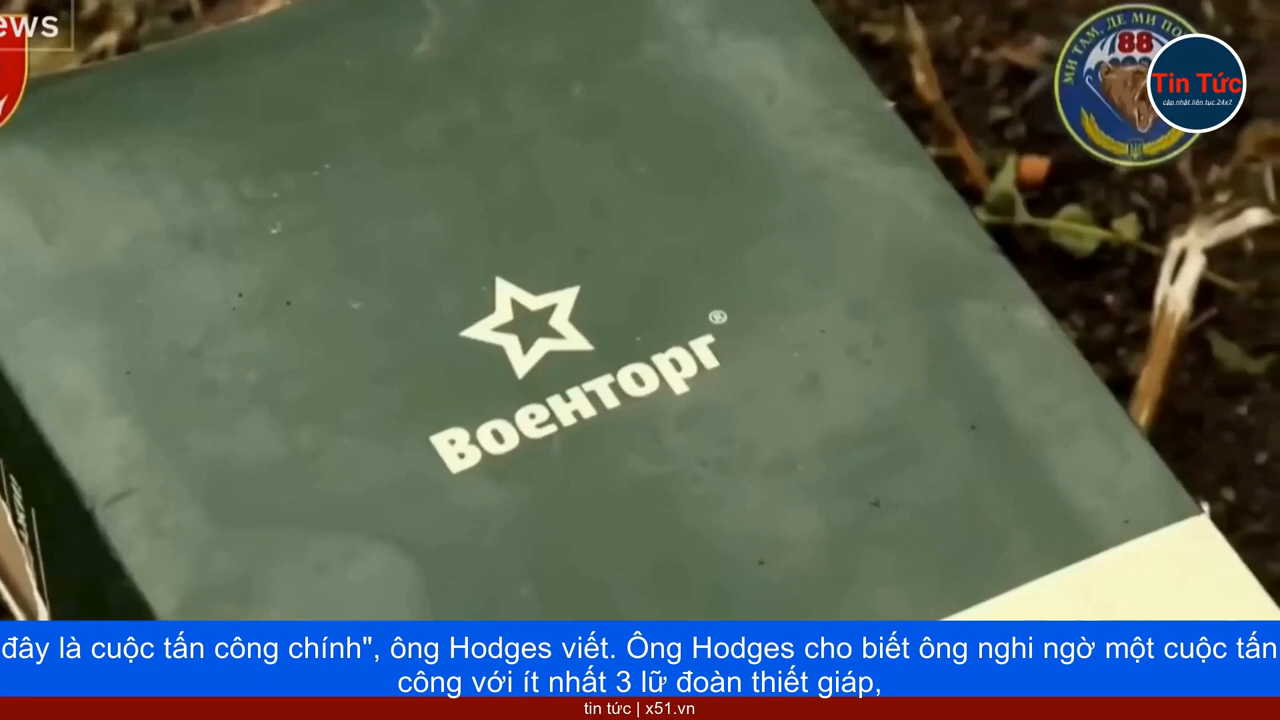 ews
МИ ТАМ, ДЕ МИ ПО
88
Tin Tức
cập nhật liên tục 24x7
®
Военторг
đây là cuộc tấn công chính", ông Hodges viết. Ông Hodges cho biết ông nghi ngờ một cuộc tấn
công với ít nhất 3 lữ đoàn thiết giáp,
tin tức | x51.vn